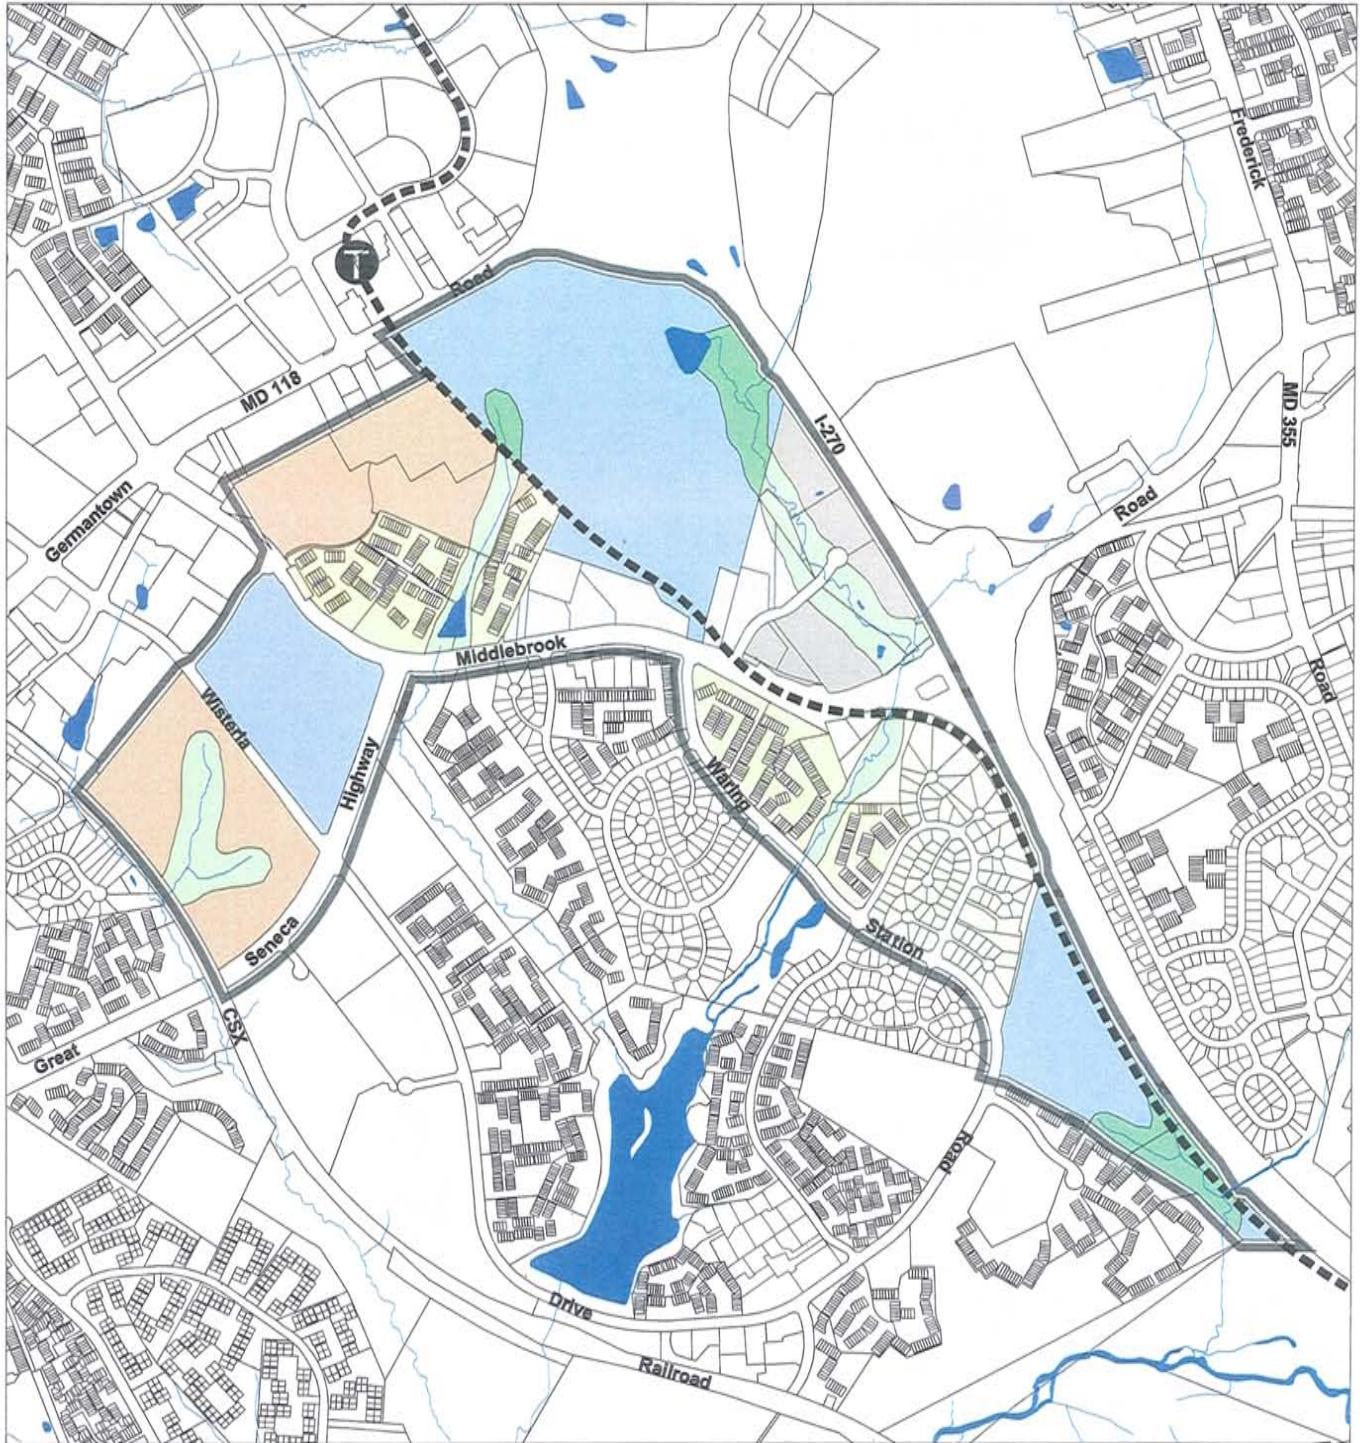 Frederick
T
Road
MD 118
MD 355
I-270
Germantown
Road
Middlebrook
Road
Wisteria
Highway
Waring
Seneca
Station
CSX
Great
Road
Drive
Railroad